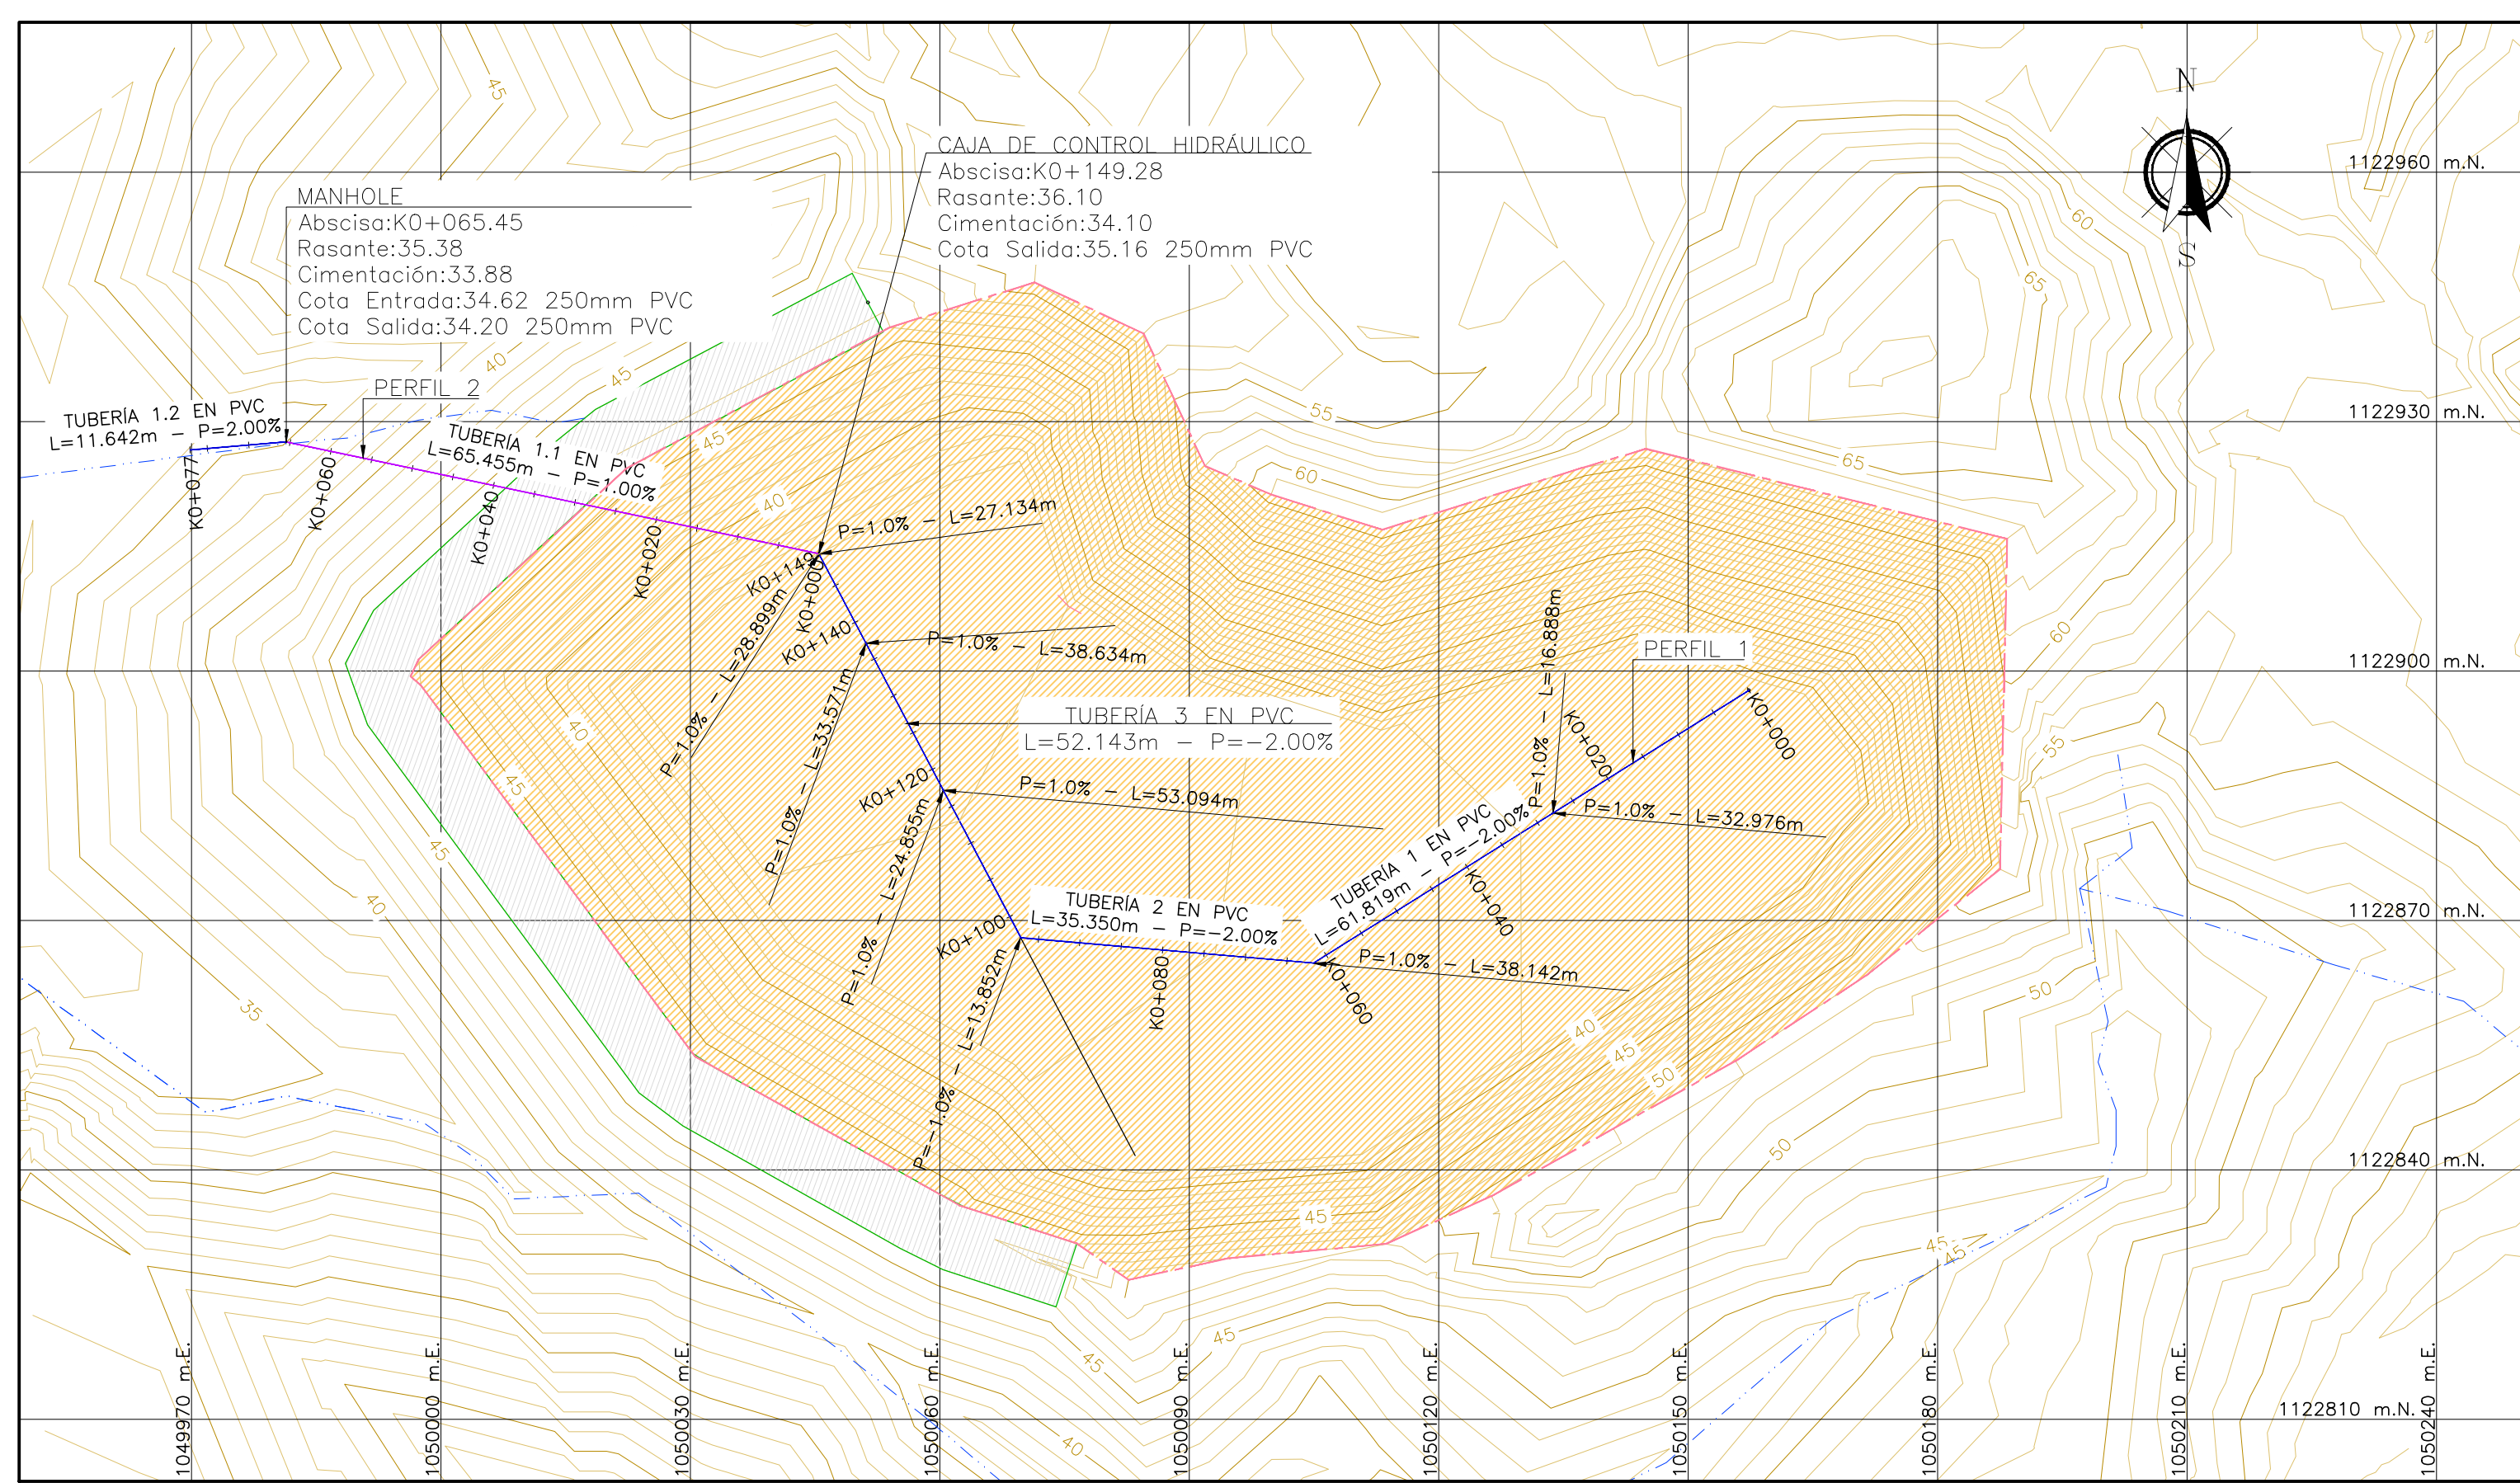 N
S
CAJA DE CONTROL HIDRÁULICO
Abscisa:K0+149.28
Rasante:36.10
Cimentación:34.10
Cota Salida:35.16 250mm PVC
MANHOLE
Abscisa:K0+065.45
Rasante:35.38
Cimentación:33.88
Cota Entrada:34.62 250mm PVC
Cota Salida:34.20 250mm PVC
PERFIL 2
TUBERÍA 1.2 EN PVC
L=11.642m - P=2.00%
TUBERÍA 1.1 EN PVC
L=65.455m - P=1.00%
K0+077
K0+060
K0+040
K0+020
K0+000
K0+149
K0+140
K0+120
K0+100
K0+080
K0+060
K0+040
K0+020
K0+000
P=1.0% - L=27.134m
P=1.0% - L=28.899m
P=1.0% - L=38.634m
P=1.0% - L=33.571m
TUBERÍA 3 EN PVC
L=52.143m - P=-2.00%
P=1.0% - L=53.094m
P=1.0% - L=24.855m
TUBERÍA 2 EN PVC
L=35.350m - P=-2.00%
P=-1.0% - L=13.852m
TUBERÍA 1 EN PVC
L=61.819m - P=-2.00%
P=1.0% - L=16.888m
PERFIL 1
P=1.0% - L=32.976m
P=1.0% - L=38.142m
45
40
45
45
40
55
60
65
60
65
60
55
50
50
50
45
40
45
45
45
45
45
40
40
45
45
40
35
45
40
1122960 m.N.
1122930 m.N.
1122900 m.N.
1122870 m.N.
1122840 m.N.
1122810 m.N.
1049970 m.E.
1050000 m.E.
1050030 m.E.
1050060 m.E.
1050090 m.E.
1050120 m.E.
1050150 m.E.
1050180 m.E.
1050210 m.E.
1050240 m.E.